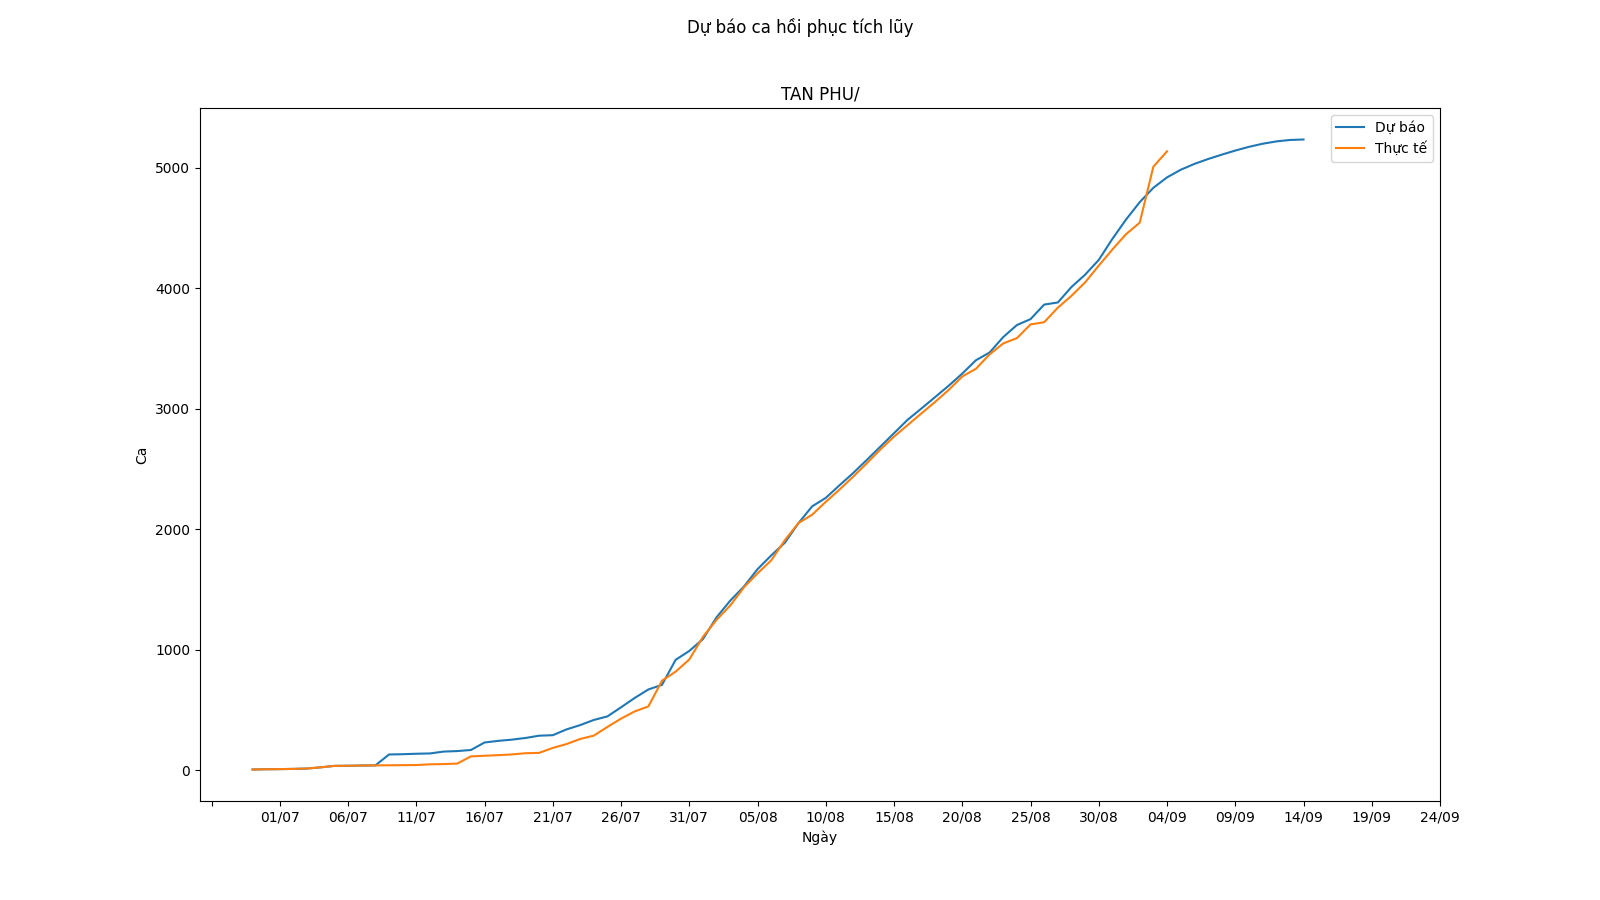 Dự báo ca hồi phục tích lũy
TAN PHU/
Dự báo
Thực tế
5000
4000
3000
2000
1000
0
Ca
01/07 06/07 11/07 16/07 21/07 26/07 31/07 05/08 10/08 15/08 20/08 25/08 30/08 04/09 09/09 14/09 19/09 24/09
Ngày